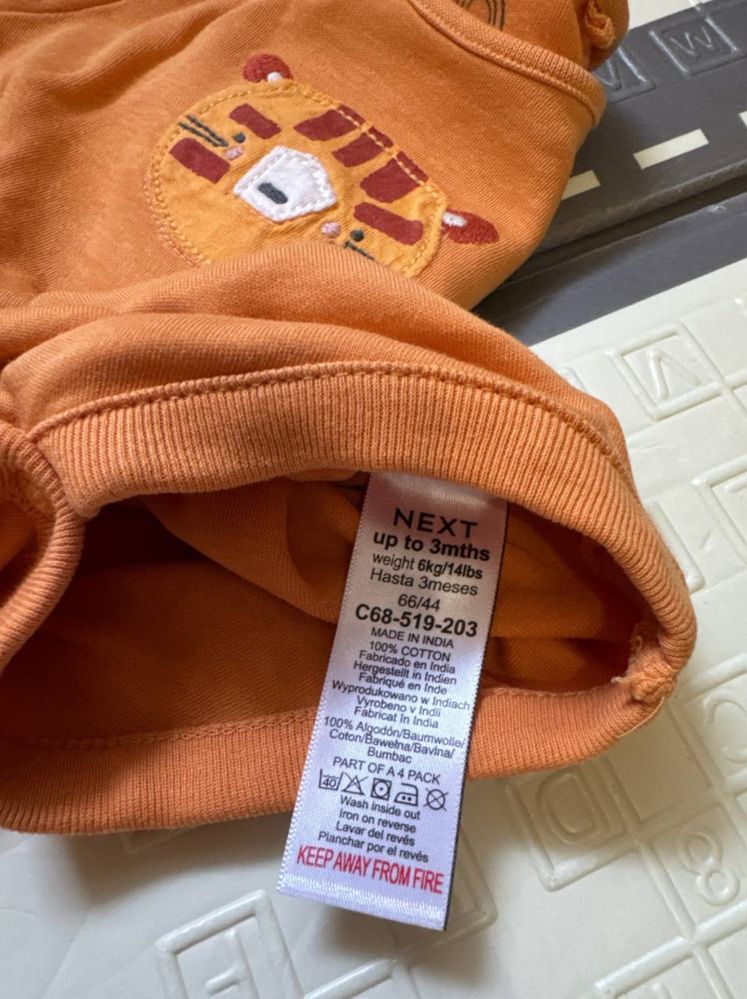 NEXT
up to 3mths
weight 6kg/14lbs
Hasta 3meses
66/44
C68-519-203
MADE IN INDIA
100% COTTON
Fabricado en India
Hergestellt in Indien
Fabriqué en Inde
Wyprodukowano w Indiach
Vyrobeno v Indii
Fabricat în India
100% Algodón/Baumwolle/
Coton/Bawełna/Bavlna/
Bumbac
PART OF A 4 PACK
40
Wash inside out
Iron on reverse
Lavar del revés
Planchar por el revés
KEEP AWAY FROM FIRE